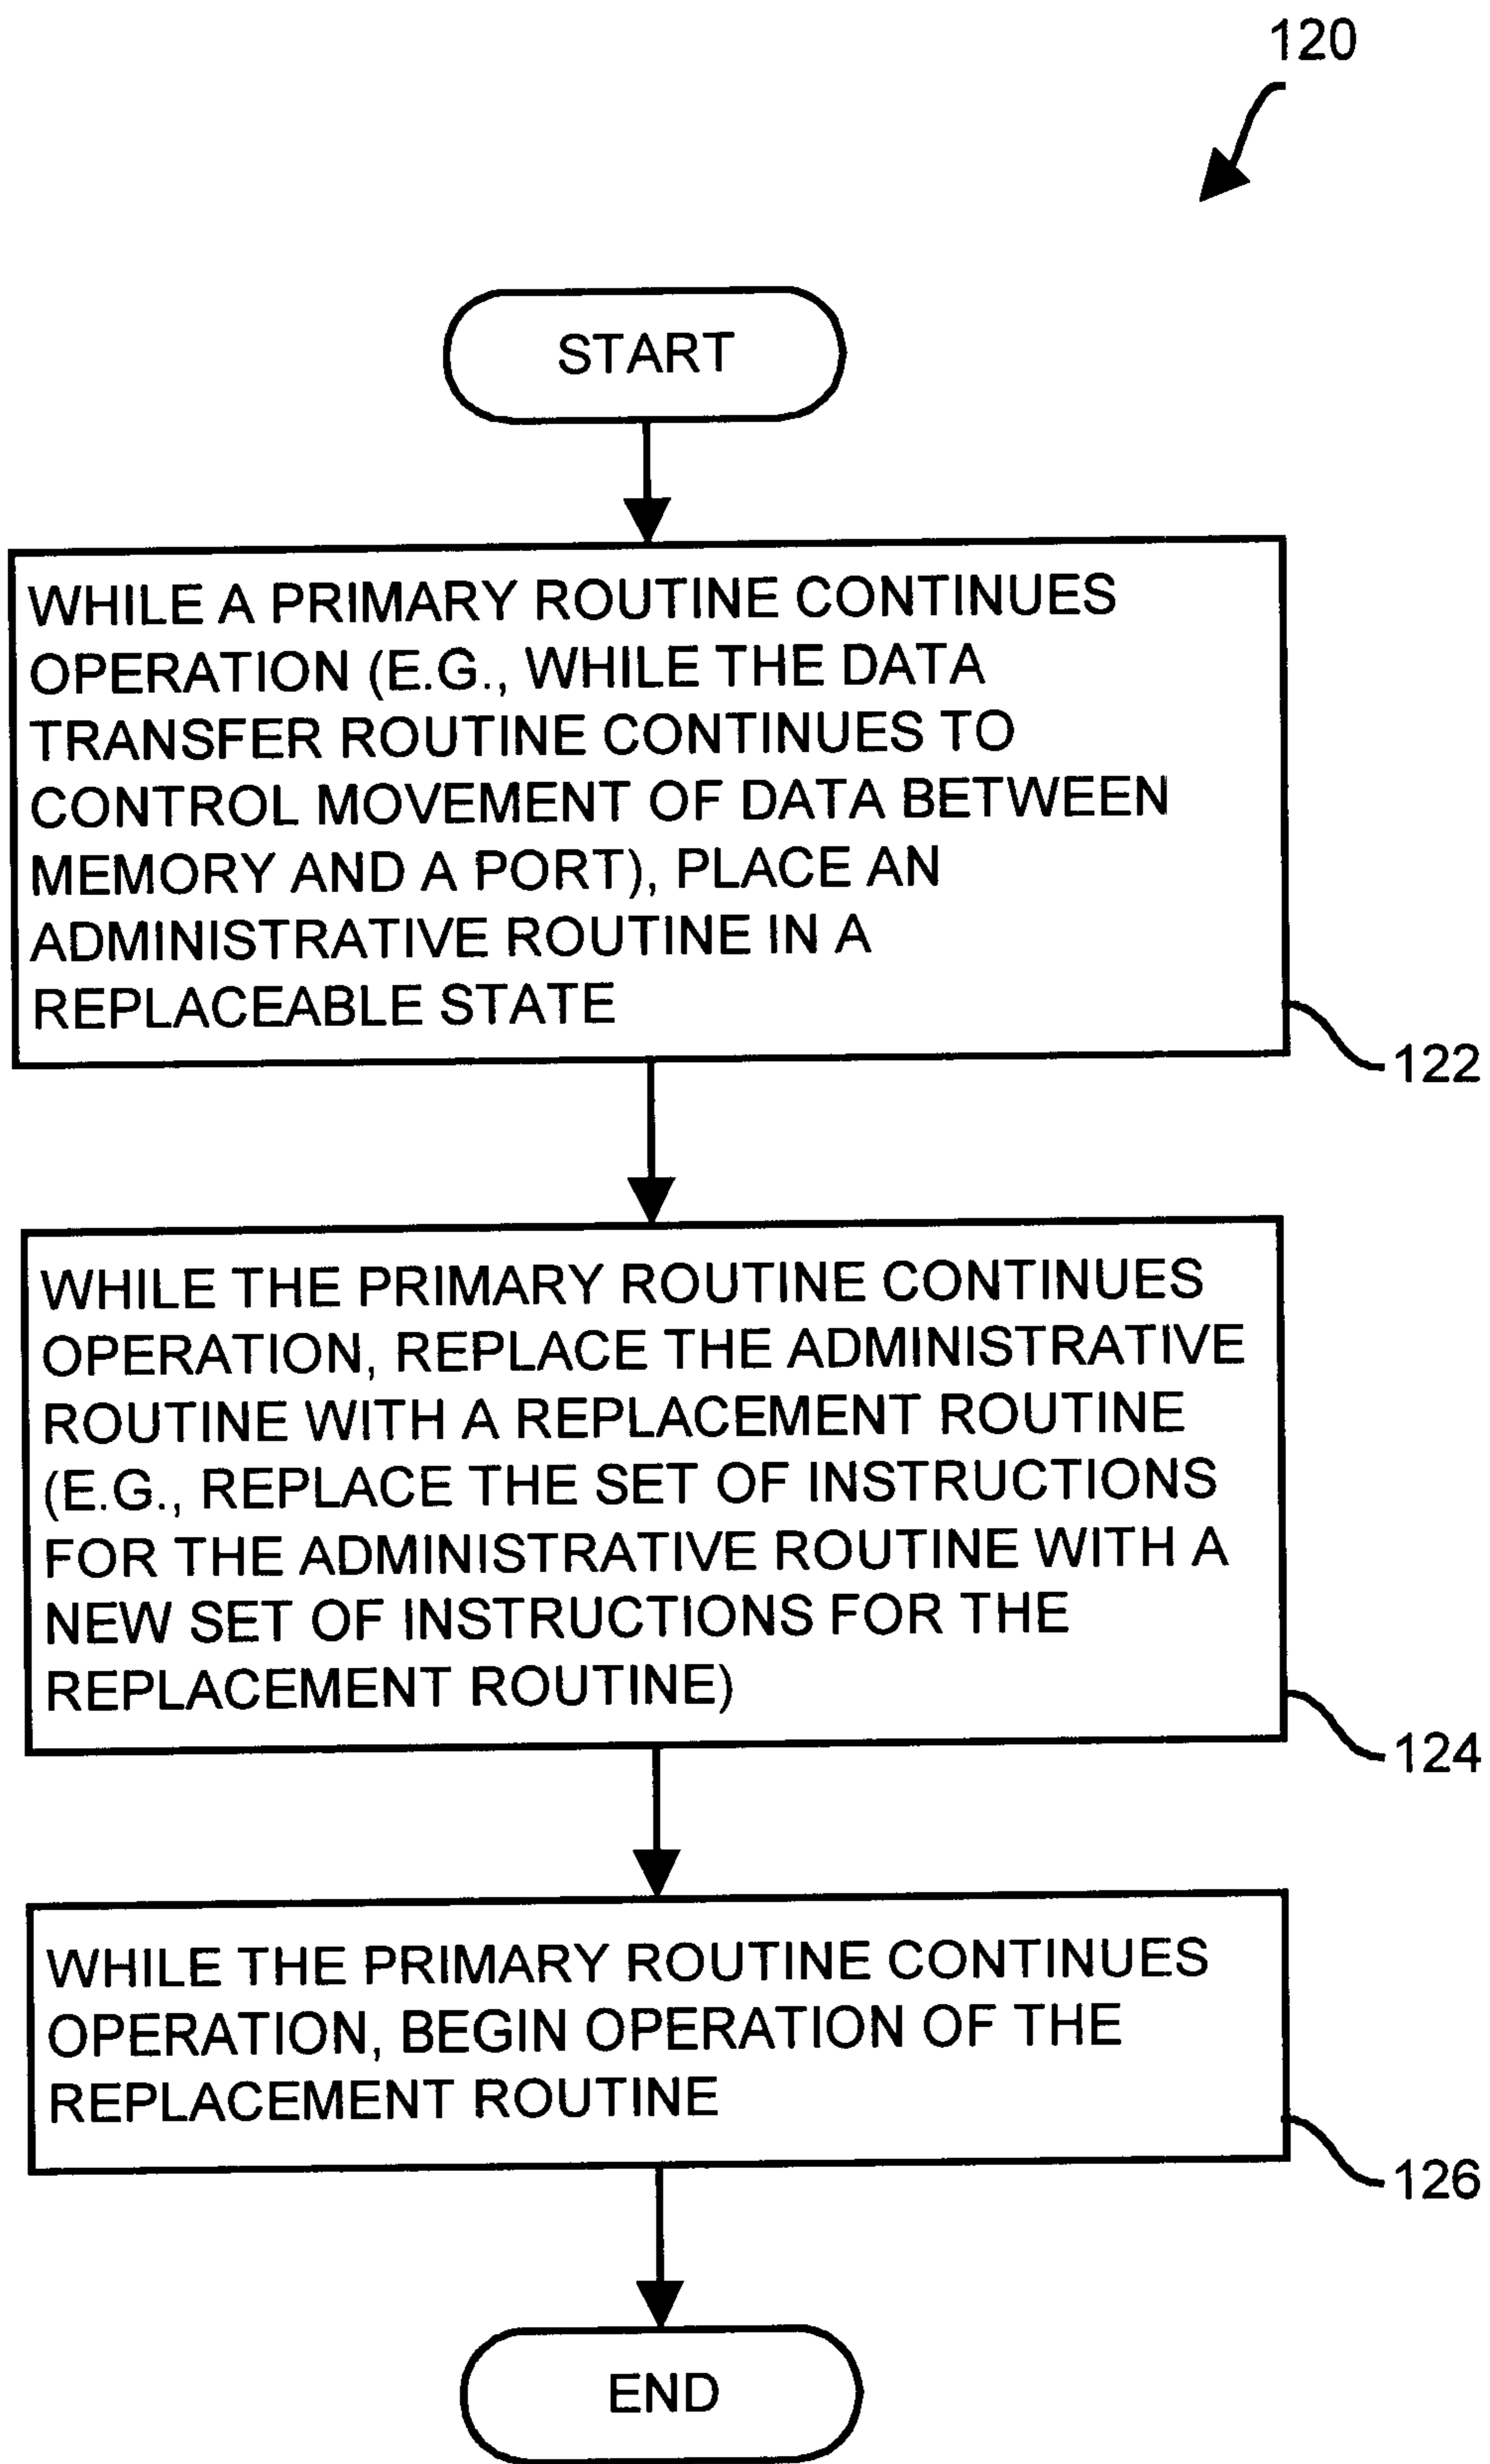 120
START
WHILE A PRIMARY ROUTINE CONTINUES
OPERATION (E.G., WHILE THE DATA
TRANSFER ROUTINE CONTINUES TO
CONTROL MOVEMENT OF DATA BETWEEN
MEMORY AND A PORT), PLACE AN
ADMINISTRATIVE ROUTINE IN A
REPLACEABLE STATE
122
WHILE THE PRIMARY ROUTINE CONTINUES
OPERATION, REPLACE THE ADMINISTRATIVE
ROUTINE WITH A REPLACEMENT ROUTINE
(E.G., REPLACE THE SET OF INSTRUCTIONS
FOR THE ADMINISTRATIVE ROUTINE WITH A
NEW SET OF INSTRUCTIONS FOR THE
REPLACEMENT ROUTINE)
124
WHILE THE PRIMARY ROUTINE CONTINUES
OPERATION, BEGIN OPERATION OF THE
REPLACEMENT ROUTINE
126
END